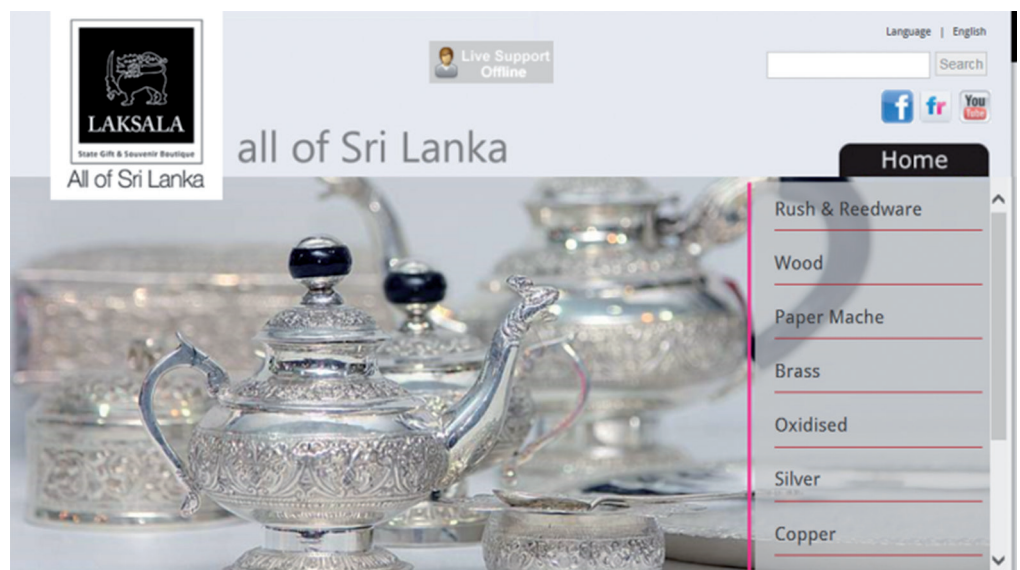 Language | English
Live Support
Offline
Search
LAKSALA
State Gift & Souvenir Boutique
All of Sri Lanka
all of Sri Lanka
f
fr
You
Tube
Home
Rush & Reedware
Wood
Paper Mache
Brass
Oxidised
Silver
Copper